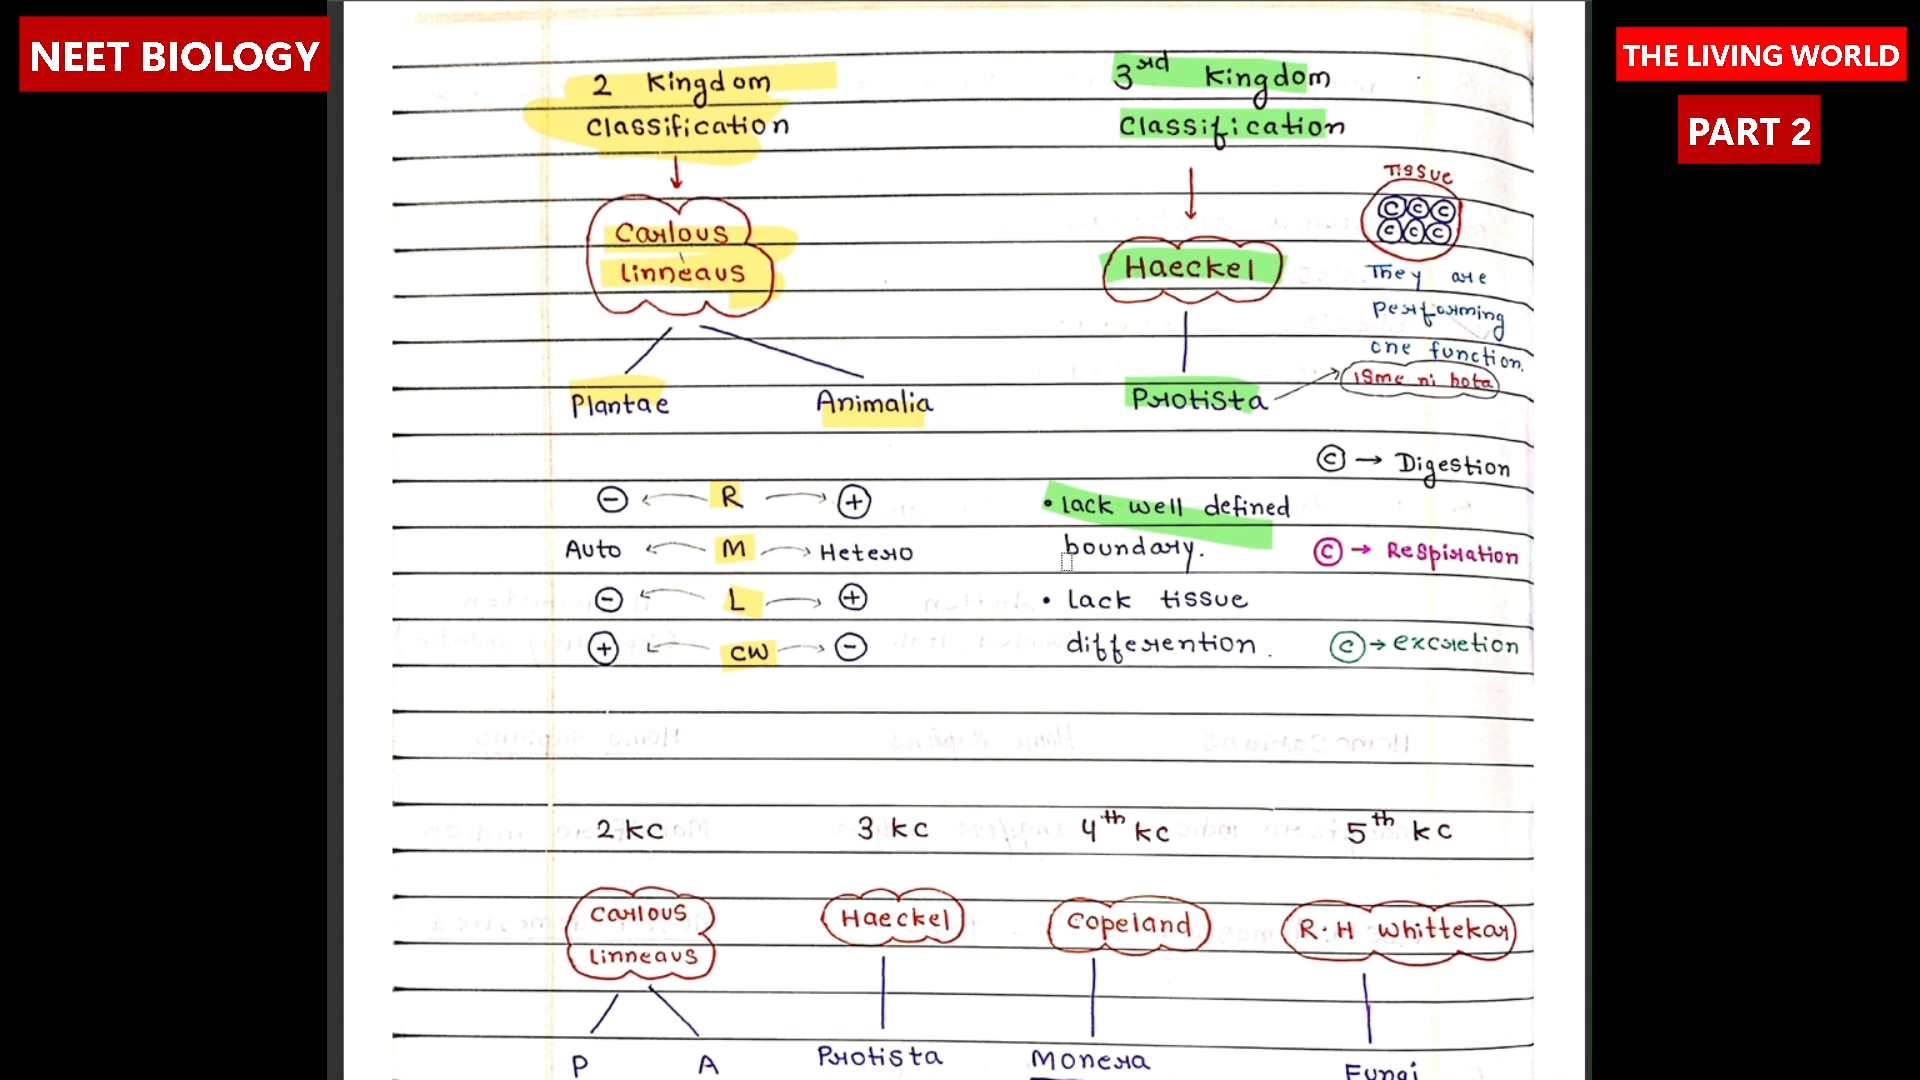 NEET BIOLOGY
THE LIVING WORLD
PART 2
2 Kingdom
Classification
Carlous
linneaus
Plantae
Animalia
⊖ ← R → ⊕
Auto ← M → Hetero
⊖ ← L → ⊕
⊕ ← CW → ⊖
3rd Kingdom
Classification
Haeckel
Protista
• lack well defined
boundary.
• lack tissue
differention.
Tissue
C C C
C C C
They are
performing
one function.
isme ni hota
C → Digestion
C → Respiration
C → excretion
2 KC 3 KC 4th KC 5th KC
Carlous
linneaus
Haeckel
Copeland
R.H Whittekar
P A Protista Monera Fungi